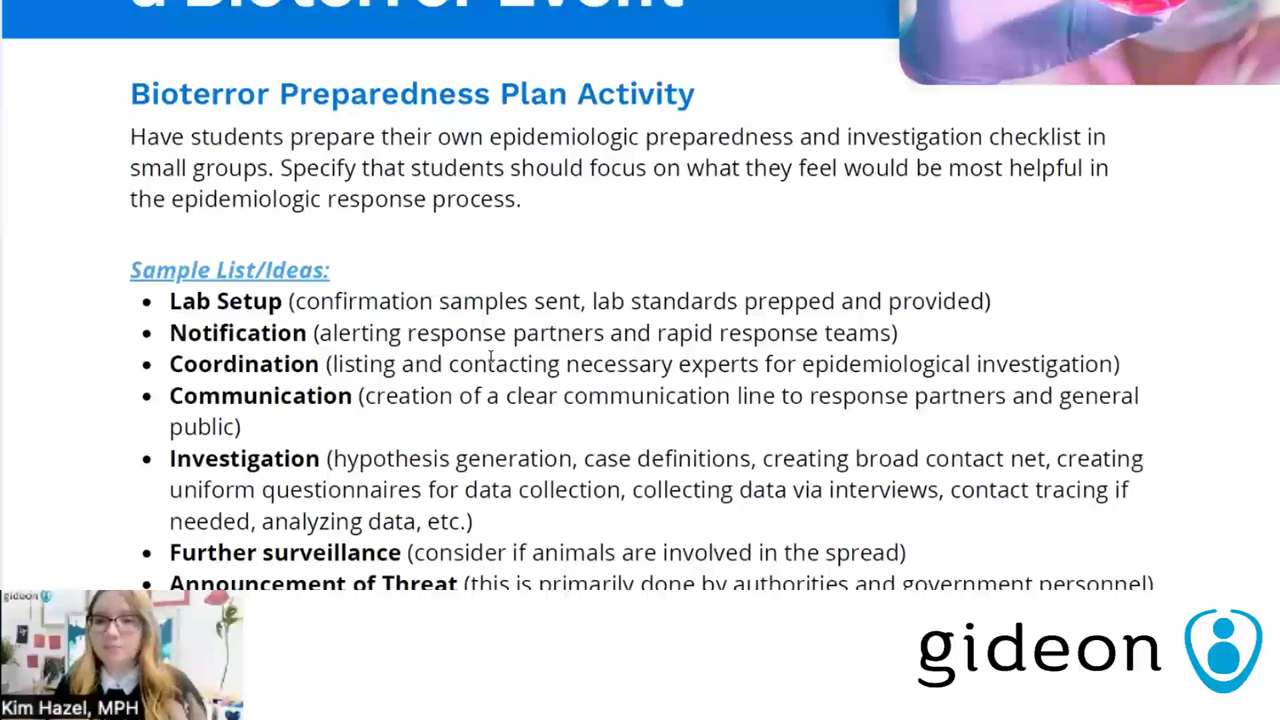 a Bioterror Event
Bioterror Preparedness Plan Activity
Have students prepare their own epidemiologic preparedness and investigation checklist in
small groups. Specify that students should focus on what they feel would be most helpful in
the epidemiologic response process.
Sample List/Ideas:
• Lab Setup (confirmation samples sent, lab standards prepped and provided)
• Notification (alerting response partners and rapid response teams)
• Coordination (listing and contacting necessary experts for epidemiological investigation)
• Communication (creation of a clear communication line to response partners and general
public)
• Investigation (hypothesis generation, case definitions, creating broad contact net, creating
uniform questionnaires for data collection, collecting data via interviews, contact tracing if
needed, analyzing data, etc.)
• Further surveillance (consider if animals are involved in the spread)
• Announcement of Threat (this is primarily done by authorities and government personnel)
gideon
Kim Hazel, MPH
gideon